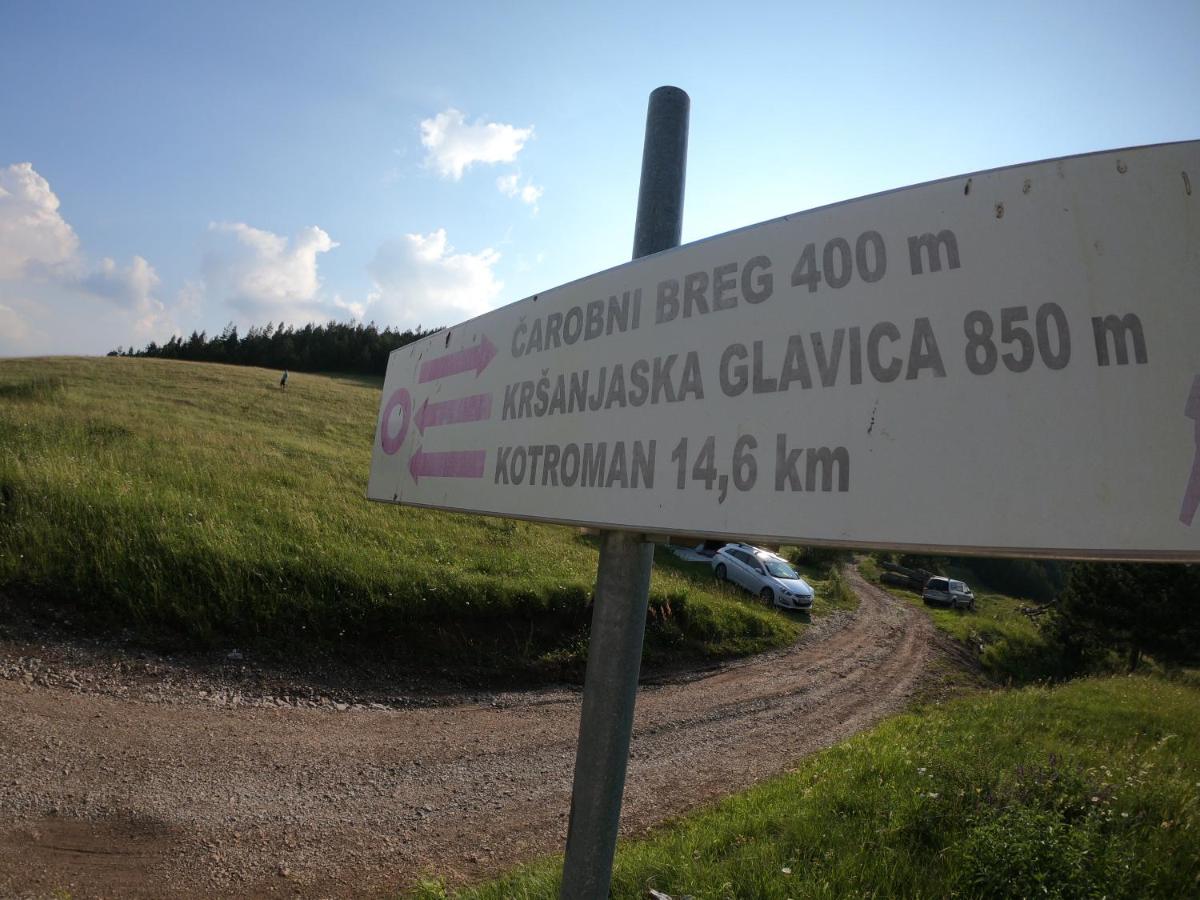 ČAROBNI BREG 400 m
KRŠANJASKA GLAVICA 850 m
KOTROMAN 14,6 km